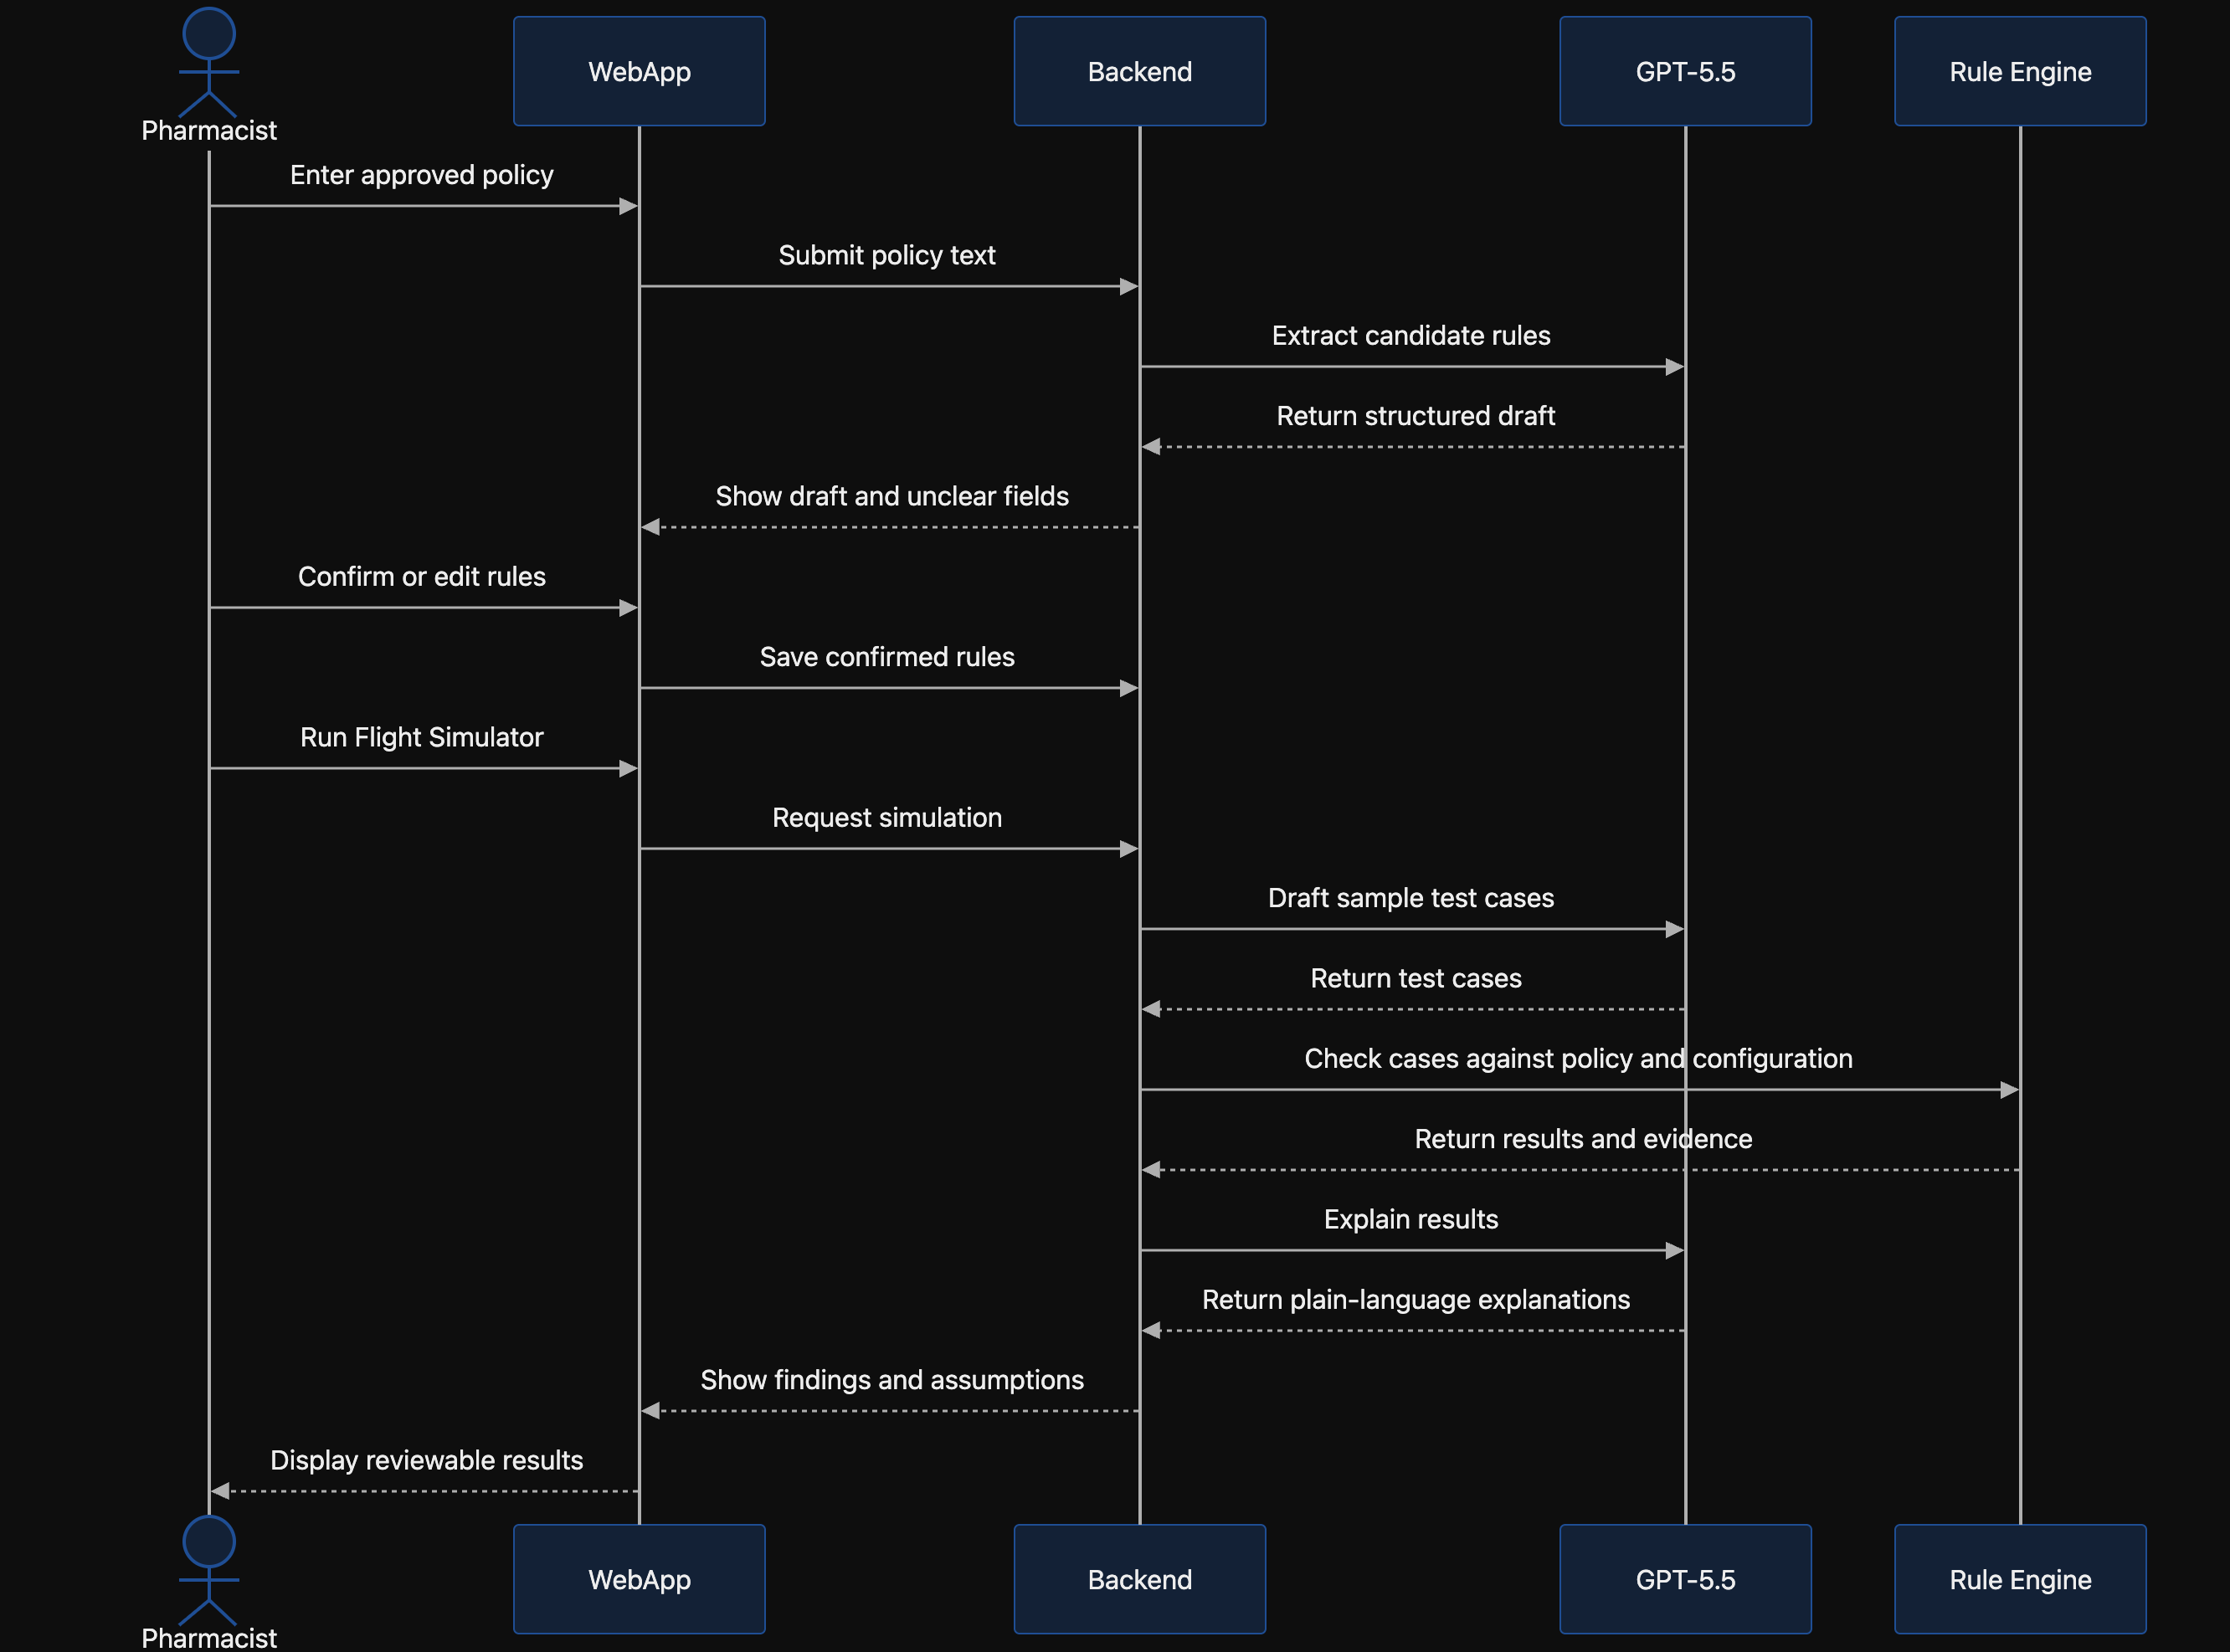 WebApp
Backend
GPT-5.5
Rule Engine
Pharmacist
Enter approved policy
Submit policy text
Extract candidate rules
Return structured draft
Show draft and unclear fields
Confirm or edit rules
Save confirmed rules
Run Flight Simulator
Request simulation
Draft sample test cases
Return test cases
Check cases against policy and configuration
Return results and evidence
Explain results
Return plain-language explanations
Show findings and assumptions
Display reviewable results
WebApp
Backend
GPT-5.5
Rule Engine
Pharmacist